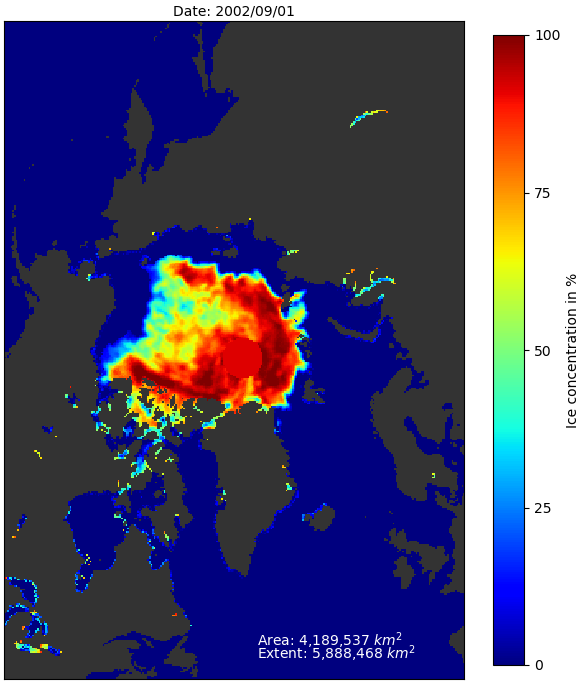 Date: 2002/09/01
100
75
50
25
0
Ice concentration in %
Area: 4,189,537 km²
Extent: 5,888,468 km²